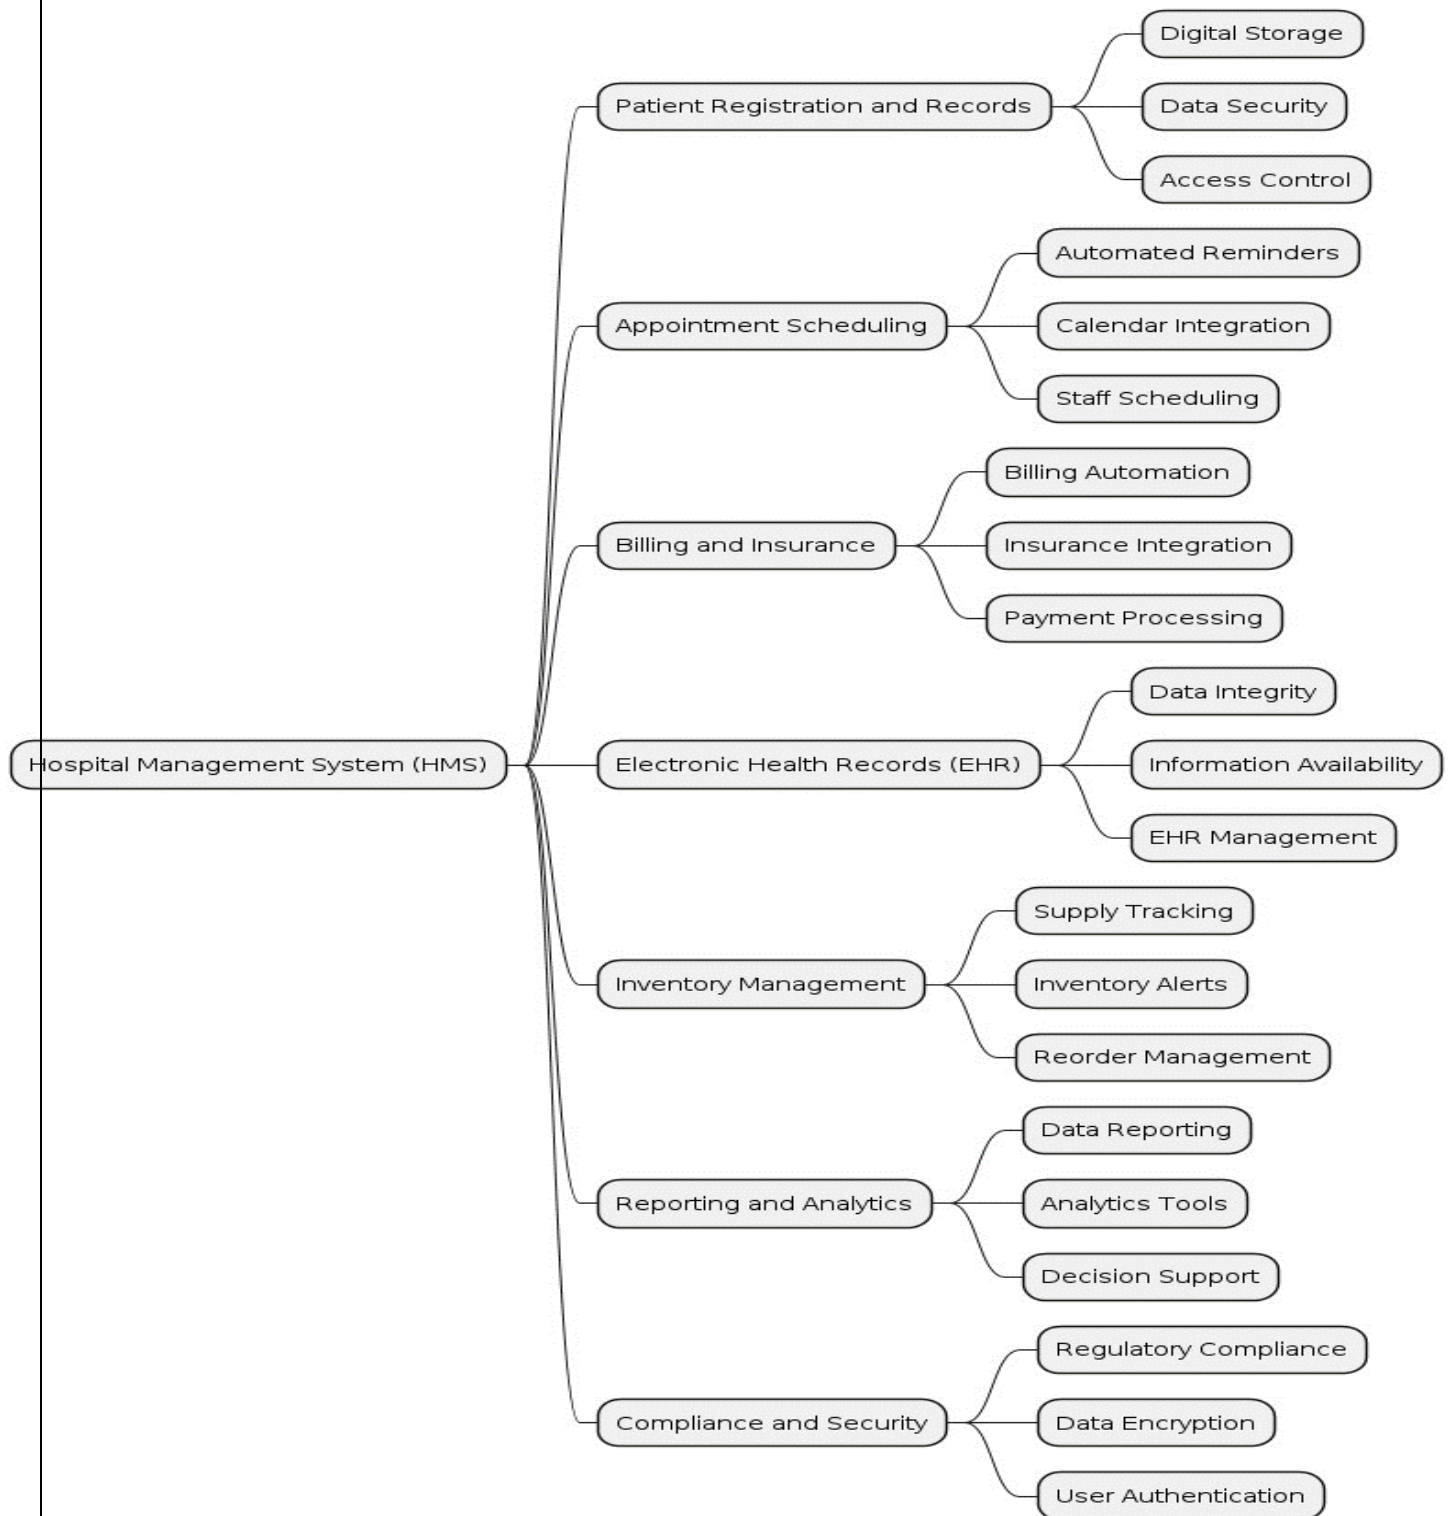 Digital Storage
Patient Registration and Records
Data Security
Access Control
Automated Reminders
Appointment Scheduling
Calendar Integration
Staff Scheduling
Billing Automation
Billing and Insurance
Insurance Integration
Payment Processing
Data Integrity
Hospital Management System (HMS)
Electronic Health Records (EHR)
Information Availability
EHR Management
Supply Tracking
Inventory Management
Inventory Alerts
Reorder Management
Data Reporting
Reporting and Analytics
Analytics Tools
Decision Support
Regulatory Compliance
Compliance and Security
Data Encryption
User Authentication